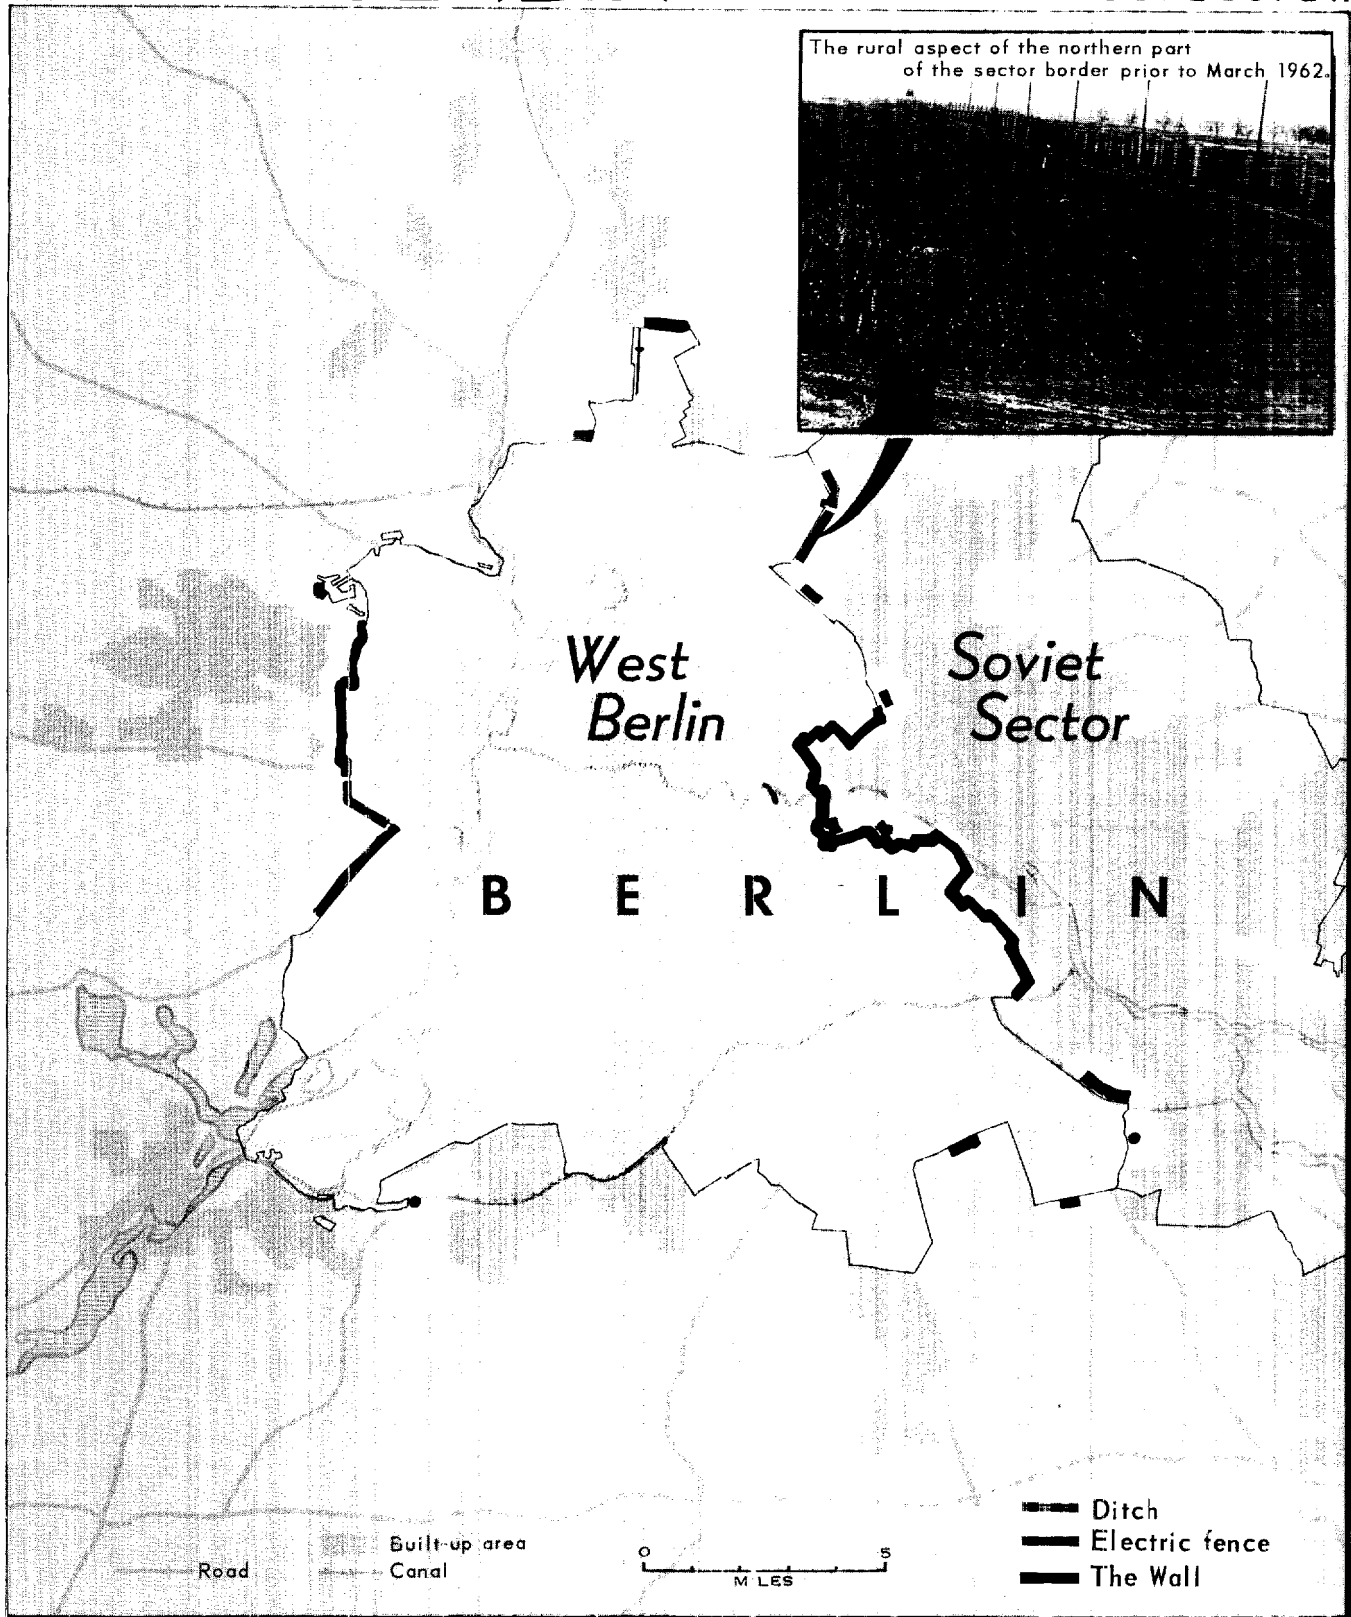 The rural aspect of the northern part
of the sector border prior to March 1962.
West
Berlin
Soviet
Sector
B E R L I N
Ditch
Electric fence
The Wall
Built-up area
Road
Canal
0 5
MILES